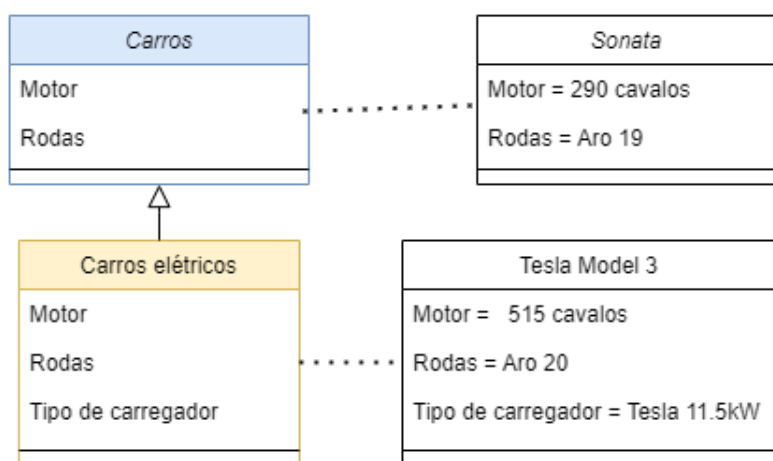 Carros
Motor
Rodas
Sonata
Motor = 290 cavalos
Rodas = Aro 19
Carros elétricos
Motor
Rodas
Tipo de carregador
Tesla Model 3
Motor =   515 cavalos
Rodas = Aro 20
Tipo de carregador = Tesla 11.5kW